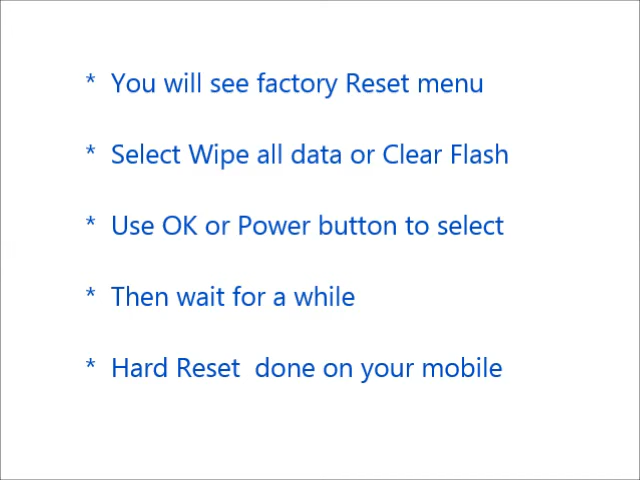 * You will see factory Reset menu
* Select Wipe all data or Clear Flash
* Use OK or Power button to select
* Then wait for a while
* Hard Reset  done on your mobile